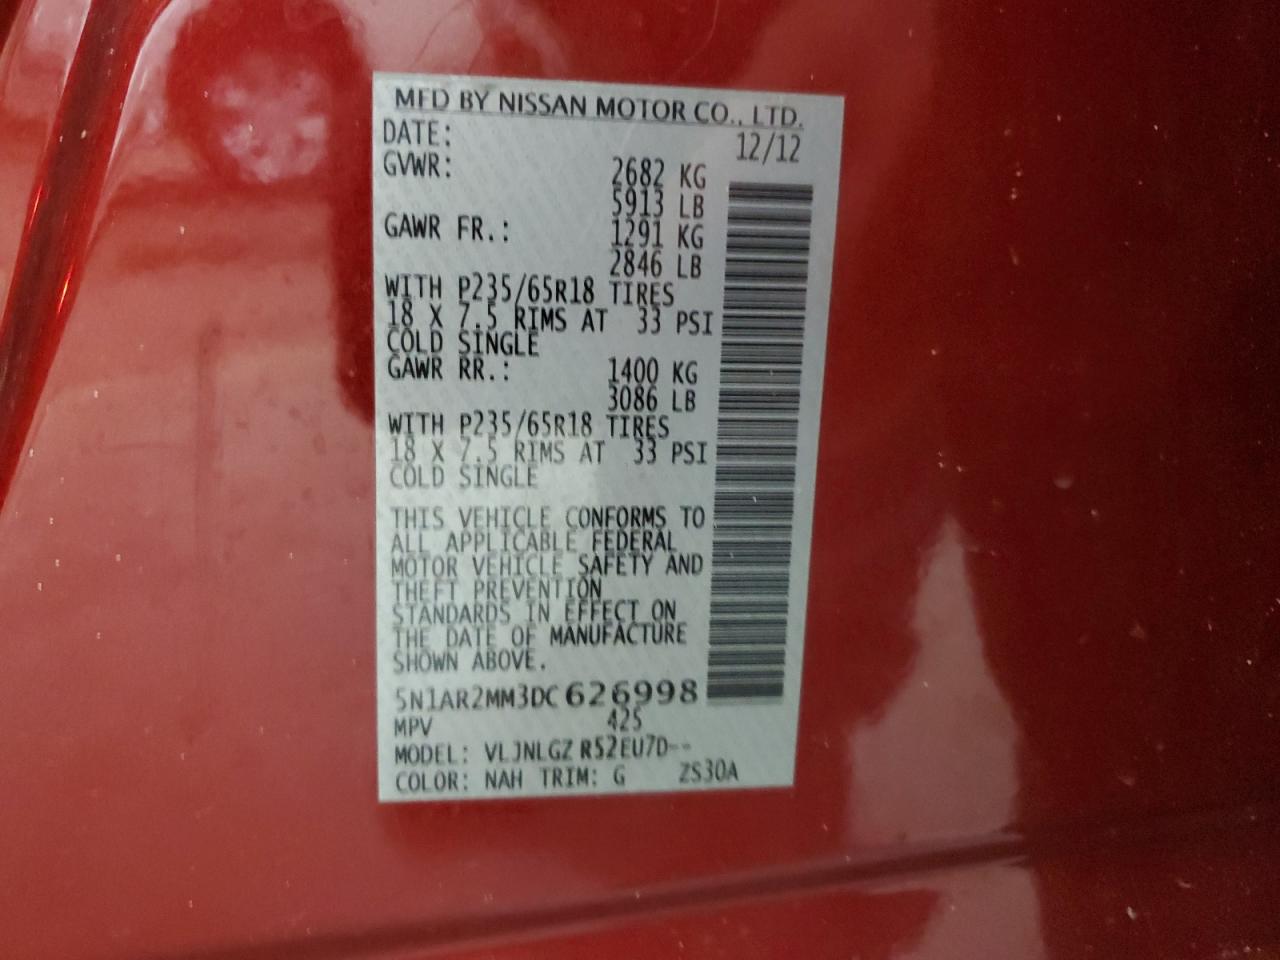 MFD BY NISSAN MOTOR CO., LTD.
DATE: 12/12
GVWR: 2682 KG
5913 LB
GAWR FR.: 1291 KG
2846 LB
WITH P235/65R18 TIRES
18 X 7.5 RIMS AT 33 PSI
COLD SINGLE
GAWR RR.: 1400 KG
3086 LB
WITH P235/65R18 TIRES
18 X 7.5 RIMS AT 33 PSI
COLD SINGLE
THIS VEHICLE CONFORMS TO
ALL APPLICABLE FEDERAL
MOTOR VEHICLE SAFETY AND
THEFT PREVENTION
STANDARDS IN EFFECT ON
THE DATE OF MANUFACTURE
SHOWN ABOVE.
5N1AR2MM3DC626998
MPV 425
MODEL: VLJNLGZ R52EU7D--
COLOR: NAH TRIM: G ZS30A